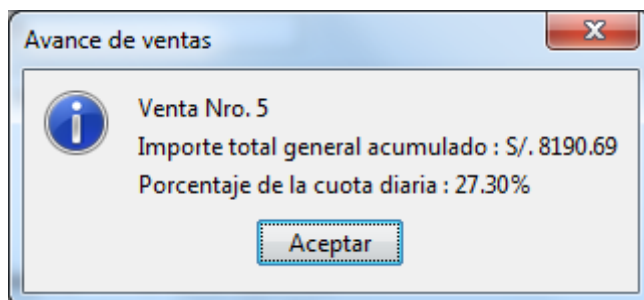 Avance de ventas
Venta Nro. 5
Importe total general acumulado : S/. 8190.69
Porcentaje de la cuota diaria : 27.30%
Aceptar